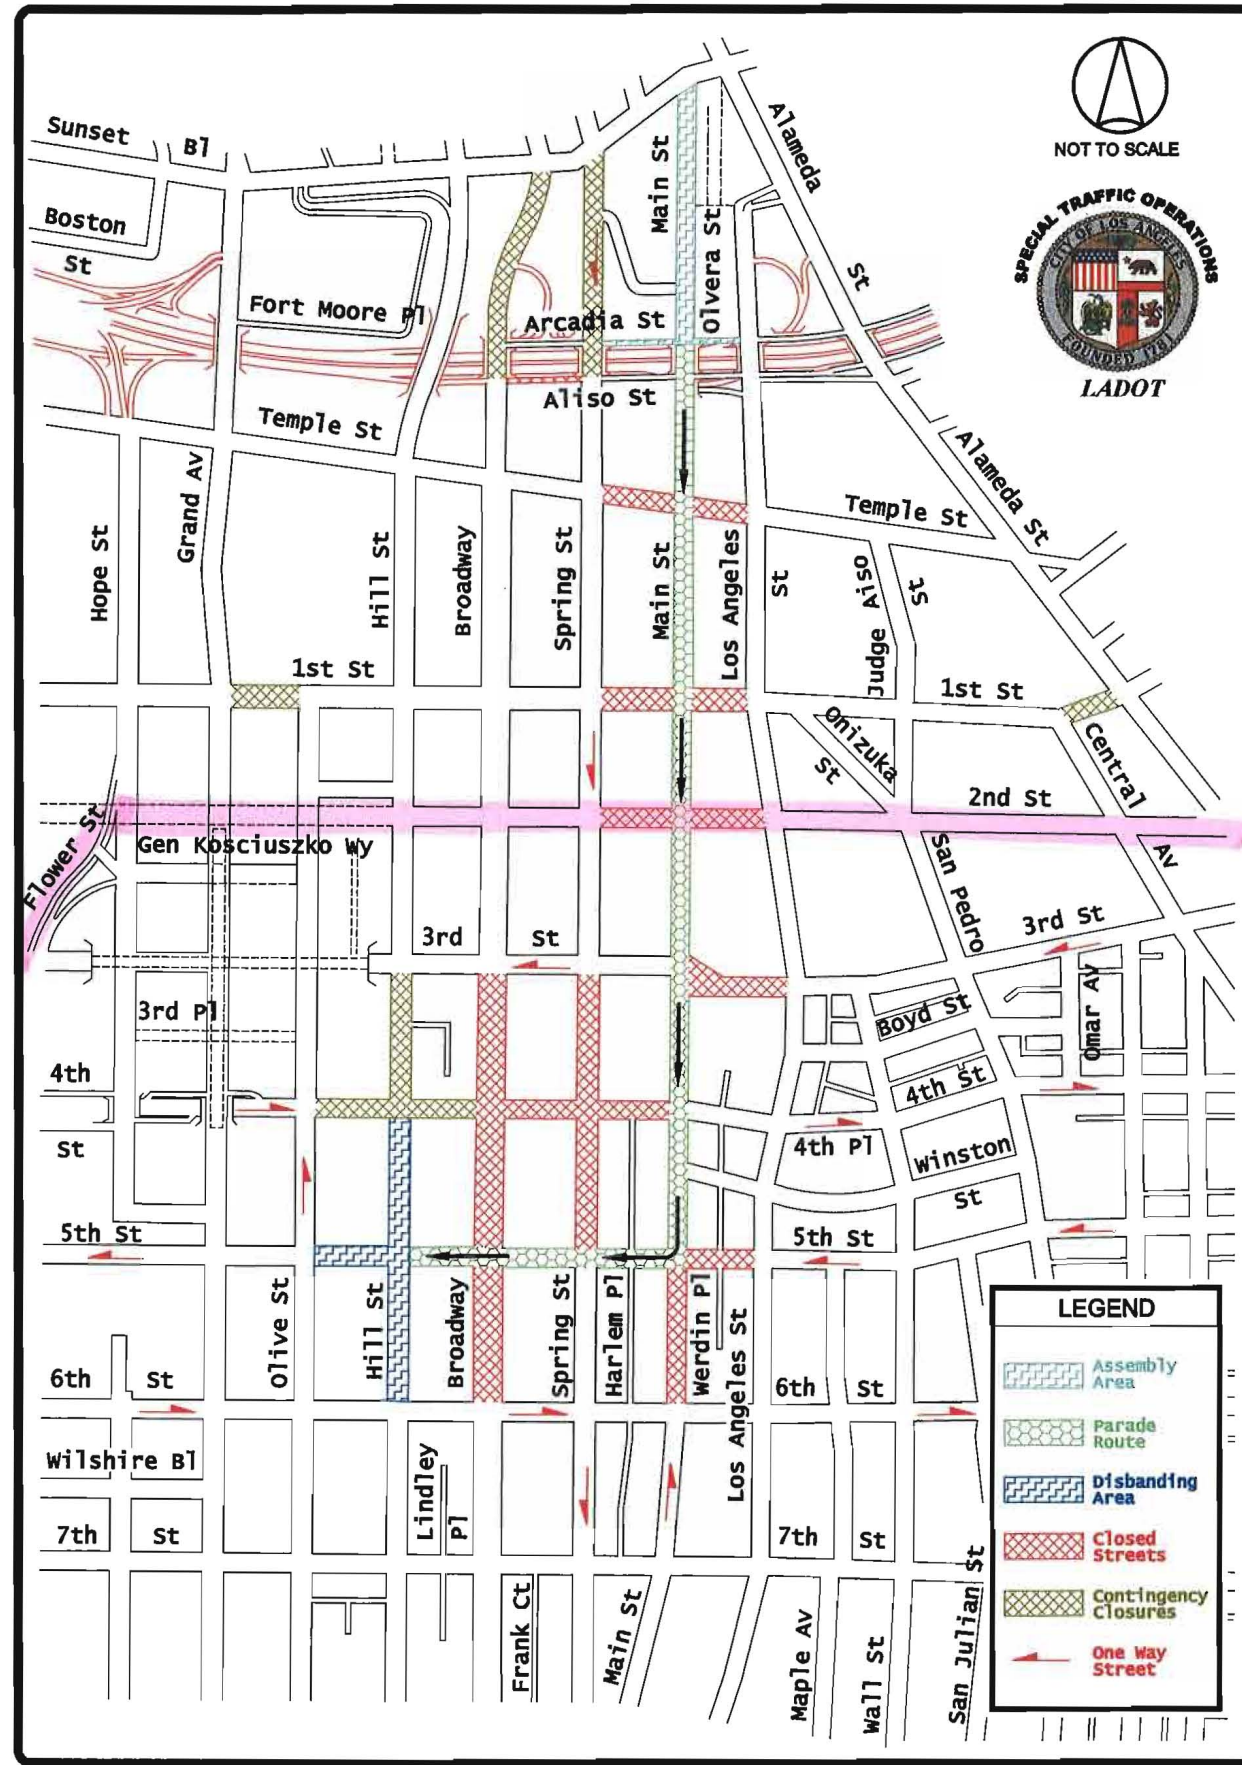 NOT TO SCALE
SPECIAL TRAFFIC OPERATIONS
CITY OF LOS ANGELES
FOUNDED 1781
LADOT
Sunset Bl
Boston
St
Fort Moore Pl
Main St
Olvera St
Alameda
St
Arcadia St
Aliso St
Temple St
Alameda St
Temple St
Hope St
Grand Av
Hill St
Broadway
Spring St
Main St
Los Angeles
St
Judge Aiso
St
1st St
1st St
Onizuka
St
Central
Av
2nd St
Flower St
Gen Kosciuszko Wy
San Pedro
3rd St
3rd St
3rd Pl
Boyd St
Omar Av
4th
St
4th St
4th Pl
Winston
St
5th St
5th St
Olive St
Hill St
Broadway
Spring St
Harlem Pl
Werdin Pl
Los Angeles St
6th St
6th St
Wilshire Bl
Lindley
Pl
7th St
7th St
Frank Ct
Main St
Maple Av
Wall St
San Julian St
LEGEND
Assembly
Area
Parade
Route
Disbanding
Area
Closed
Streets
Contingency
Closures
One Way
Street